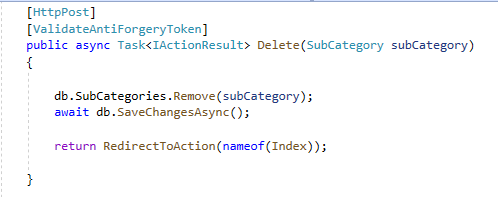 [HttpPost]
[ValidateAntiForgeryToken]
public async Task<IActionResult> Delete(SubCategory subCategory)
{
db.SubCategories.Remove(subCategory);
await db.SaveChangesAsync();
return RedirectToAction(nameof(Index));
}